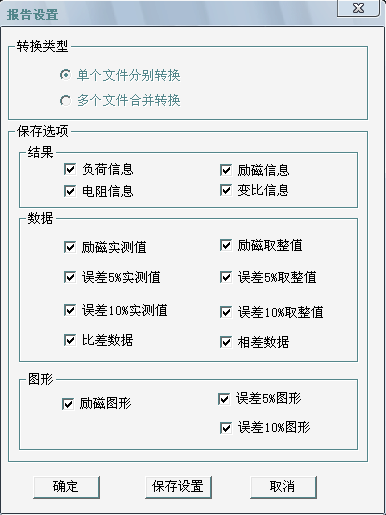 报告设置
转换类型
单个文件分别转换
多个文件合并转换
保存选项
结果
负荷信息 励磁信息
电阻信息 变比信息
数据
励磁实测值 励磁取整值
误差5%实测值 误差5%取整值
误差10%实测值 误差10%取整值
比差数据 相差数据
图形
励磁图形 误差5%图形
误差10%图形
确定 保存设置 取消